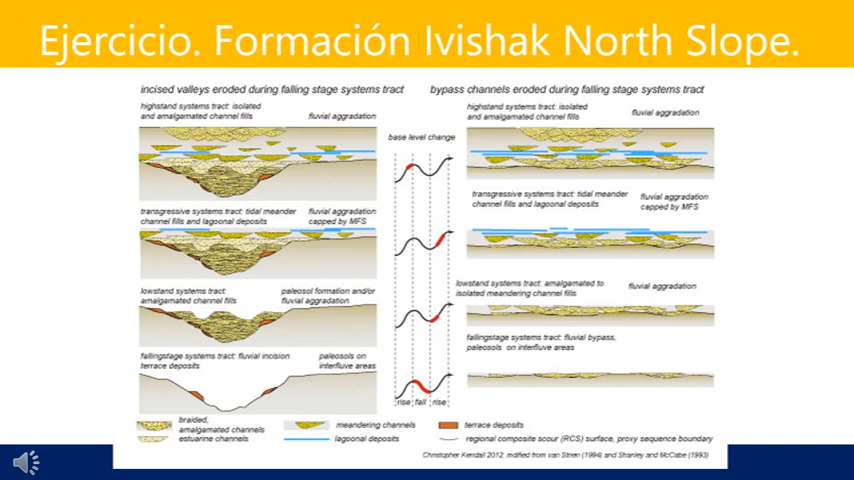 Ejercicio. Formación Ivishak North Slope.
incised valleys eroded during falling stage systems tract
bypass channels eroded during falling stage systems tract
highstand systems tract: isolated
and amalgamated channel fills
fluvial aggradation
base level change
highstand systems tract: isolated
and amalgamated channel fills
fluvial aggradation
transgressive systems tract: tidal meander
channel fills and lagoonal deposits
fluvial aggradation
capped by MFS
transgressive systems tract: tidal meander
channel fills and lagoonal deposits
fluvial aggradation
capped by MFS
lowstand systems tract:
amalgamated channel fills
paleosol formation and/or
fluvial aggradation
lowstand systems tract: amalgamated to
isolated meandering channel fills
fluvial aggradation
fallingstage systems tract: fluvial incision
terrace deposits
paleosols on
interfluve areas
fallingstage systems tract: fluvial bypass,
paleosols on interfluve areas
rise fall rise
braided,
amalgamated channels
estuarine channels
meandering channels
lagoonal deposits
terrace deposits
regional composite scour (RCS) surface, proxy sequence boundary
Christopher Kendall 2012, mdified from van Strien (1994) and Shanley and McCabe (1993)